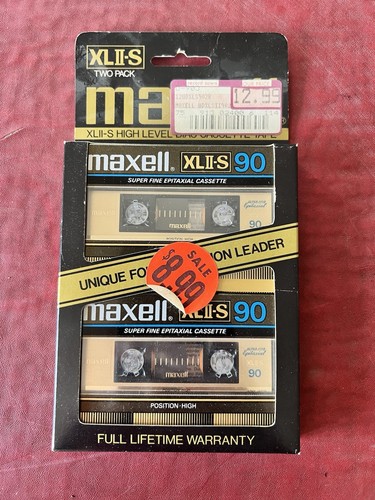 XLII-S
TWO PACK
max
12.99
XLII-S HIGH LEVEL BIAS CASSETTE TAPE
maxell. XLII-S 90
SUPER FINE EPITAXIAL CASSETTE
90
maxell
UNIQUE FO
ION LEADER
SALE
$8.99
maxell. XLII-S 90
SUPER FINE EPITAXIAL CASSETTE
90
maxell
POSITION-HIGH
FULL LIFETIME WARRANTY